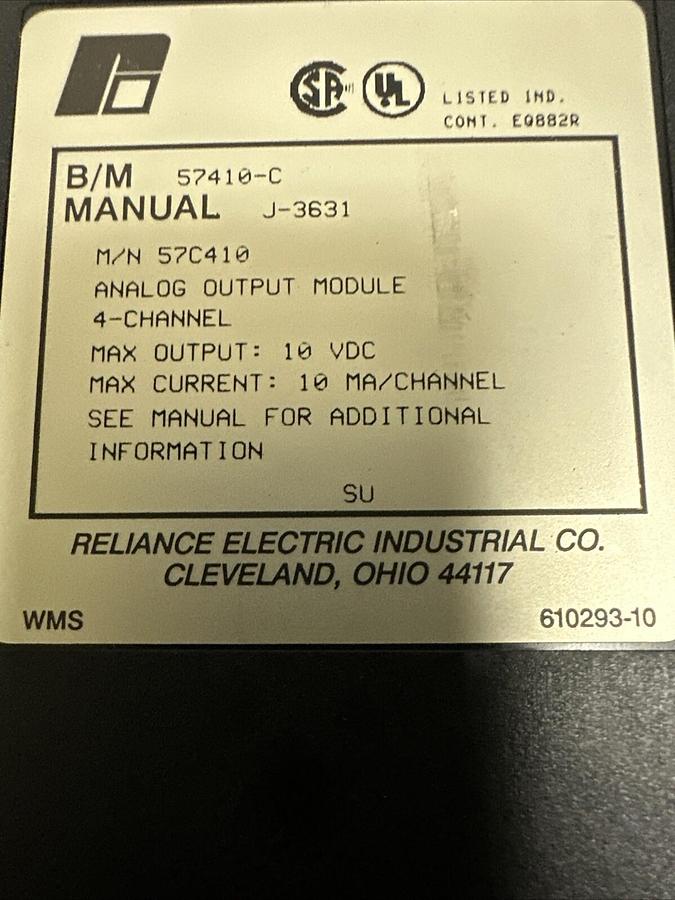 SA UL LISTED IND.
CONT. EQ882R
B/M 57410-C
MANUAL J-3631
M/N 57C410
ANALOG OUTPUT MODULE
4-CHANNEL
MAX OUTPUT: 10 VDC
MAX CURRENT: 10 MA/CHANNEL
SEE MANUAL FOR ADDITIONAL
INFORMATION
SU
RELIANCE ELECTRIC INDUSTRIAL CO.
CLEVELAND, OHIO 44117
WMS 610293-10